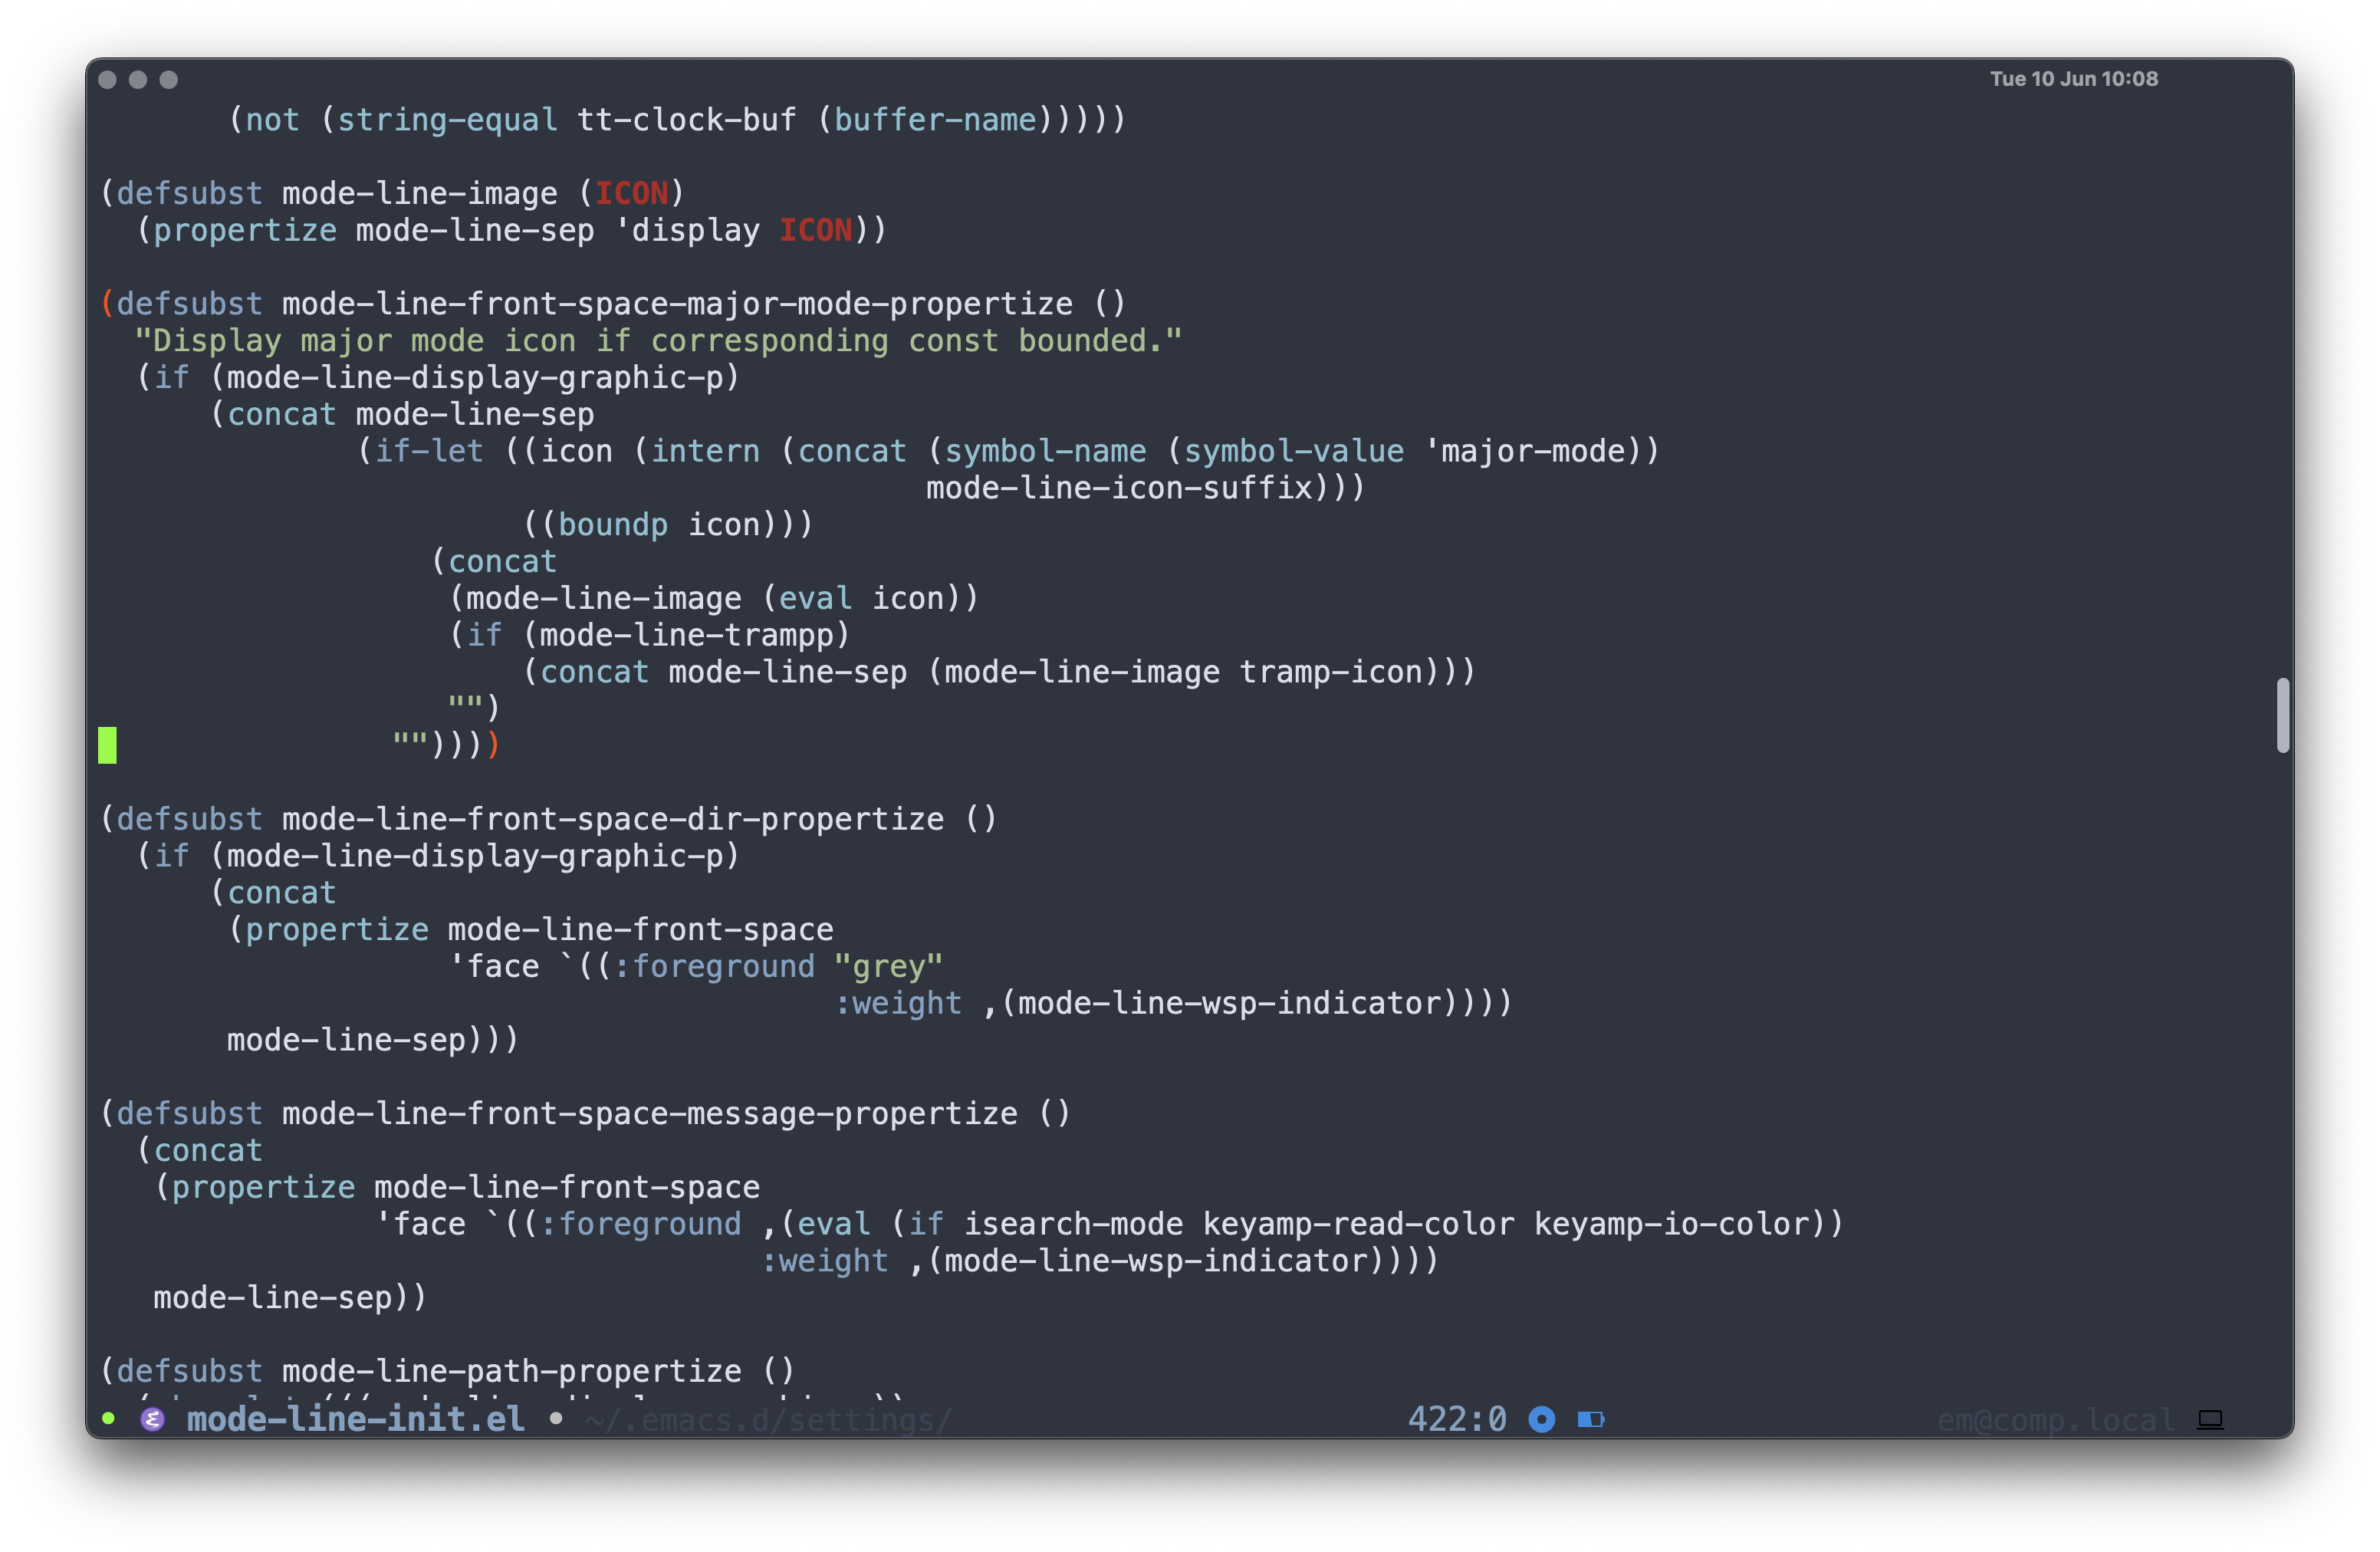 Tue 10 Jun 10:08
       (not (string-equal tt-clock-buf (buffer-name)))))

(defsubst mode-line-image (ICON)
  (propertize mode-line-sep 'display ICON))

(defsubst mode-line-front-space-major-mode-propertize ()
  "Display major mode icon if corresponding const bounded."
  (if (mode-line-display-graphic-p)
      (concat mode-line-sep
              (if-let ((icon (intern (concat (symbol-name (symbol-value 'major-mode))
                                             mode-line-icon-suffix)))
                       ((boundp icon)))
                  (concat
                   (mode-line-image (eval icon))
                   (if (mode-line-trampp)
                       (concat mode-line-sep (mode-line-image tramp-icon)))
                   "")
                "))))

(defsubst mode-line-front-space-dir-propertize ()
  (if (mode-line-display-graphic-p)
      (concat
       (propertize mode-line-front-space
                   'face `((:foreground "grey"
                                        :weight ,(mode-line-wsp-indicator))))
       mode-line-sep)))

(defsubst mode-line-front-space-message-propertize ()
  (concat
   (propertize mode-line-front-space
               'face `((:foreground ,(eval (if isearch-mode keyamp-read-color keyamp-io-color))
                                    :weight ,(mode-line-wsp-indicator))))
   mode-line-sep))

(defsubst mode-line-path-propertize ()
mode-line-init.el • ~/.emacs.d/settings/ 422:0 em@comp.local